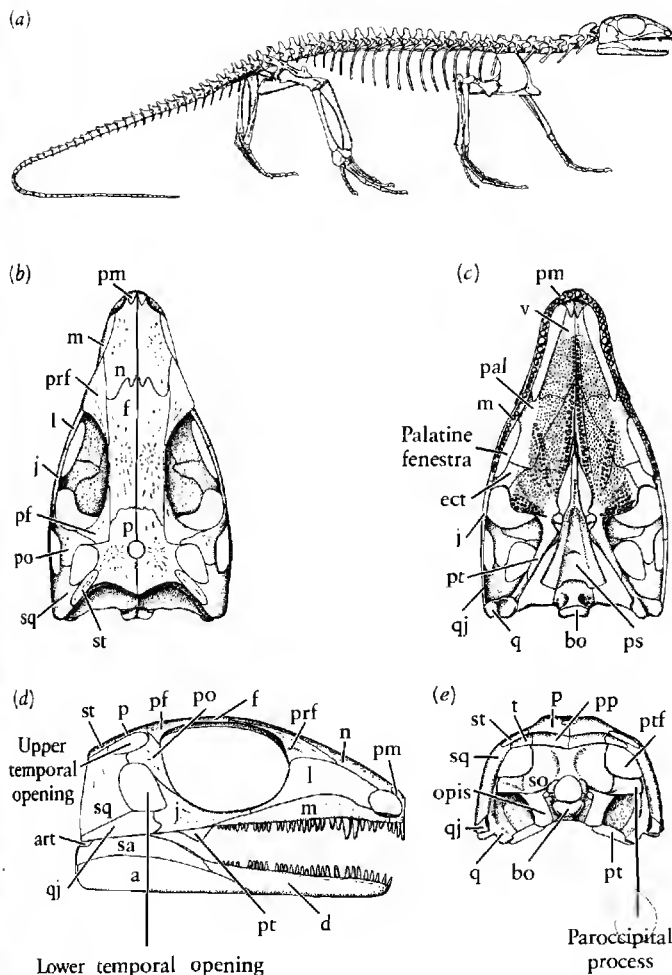 (a)
(b)
pm
m
prf
n
f
l
j
pf
p
po
sq
st
(c)
pm
v
pal
m
Palatine
fenestra
ect
j
pt
qj
q
bo
ps
(d)
st
p
pf
po
f
prf
n
pm
Upper
temporal
opening
l
sq
j
m
art
sa
qj
a
pt
d
Lower temporal opening
(e)
p
pp
t
st
ptf
sq
so
opis
qj
q
bo
pt
Paroccipital
process